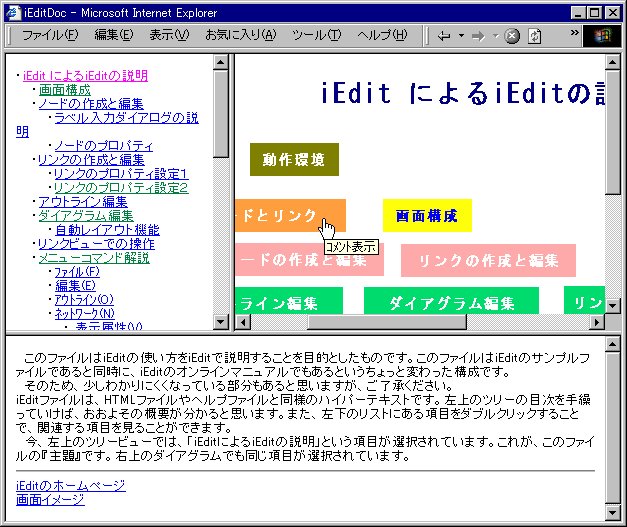 iEditDoc - Microsoft Internet Explorer
ファイル(F) 編集(E) 表示(V) お気に入り(A) ツール(T) ヘルプ(H) »
・iEdit によるiEditの説明
・画面構成
・ノードの作成と編集
・ラベル入力ダイアログの説
明
・ノードのプロパティ
・リンクの作成と編集
・リンクのプロパティ設定1
・リンクのプロパティ設定2
・アウトライン編集
・ダイアグラム編集
・自動レイアウト機能
・リンクビューでの操作
・メニューコマンド解説
・ファイル(F)
・編集(E)
・アウトライン(O)
・ネットワーク(N)
・表示属性(V)
iEdit によるiEditの説
動作環境
ードとリンク
画面構成
コメント表示
ードの作成と編集
リンクの作成と編集
ライン編集
ダイアグラム編集
リン
このファイルはiEditの使い方をiEditで説明することを目的としたものです。このファイルはiEditのサンプルフ
ァイルであると同時に、iEditのオンラインマニュアルでもあるというちょっと変わった構成です。
そのため、少しわかりにくくなっている部分もあると思いますが、ご了承ください。
iEditファイルは、HTMLファイルやヘルプファイルと同様のハイパーテキストです。左上のツリーの目次を手繰
っていけば、おおよその概要が分かると思います。また、左下のリストにある項目をダブルクリックすること
で、関連する項目を見ることができます。
今、左上のツリービューでは、「iEditによるiEditの説明」という項目が選択されています。これが、このファイ
ルの『主題』です。右上のダイアグラムでも同じ項目が選択されています。
iEditのホームページ
画面イメージ